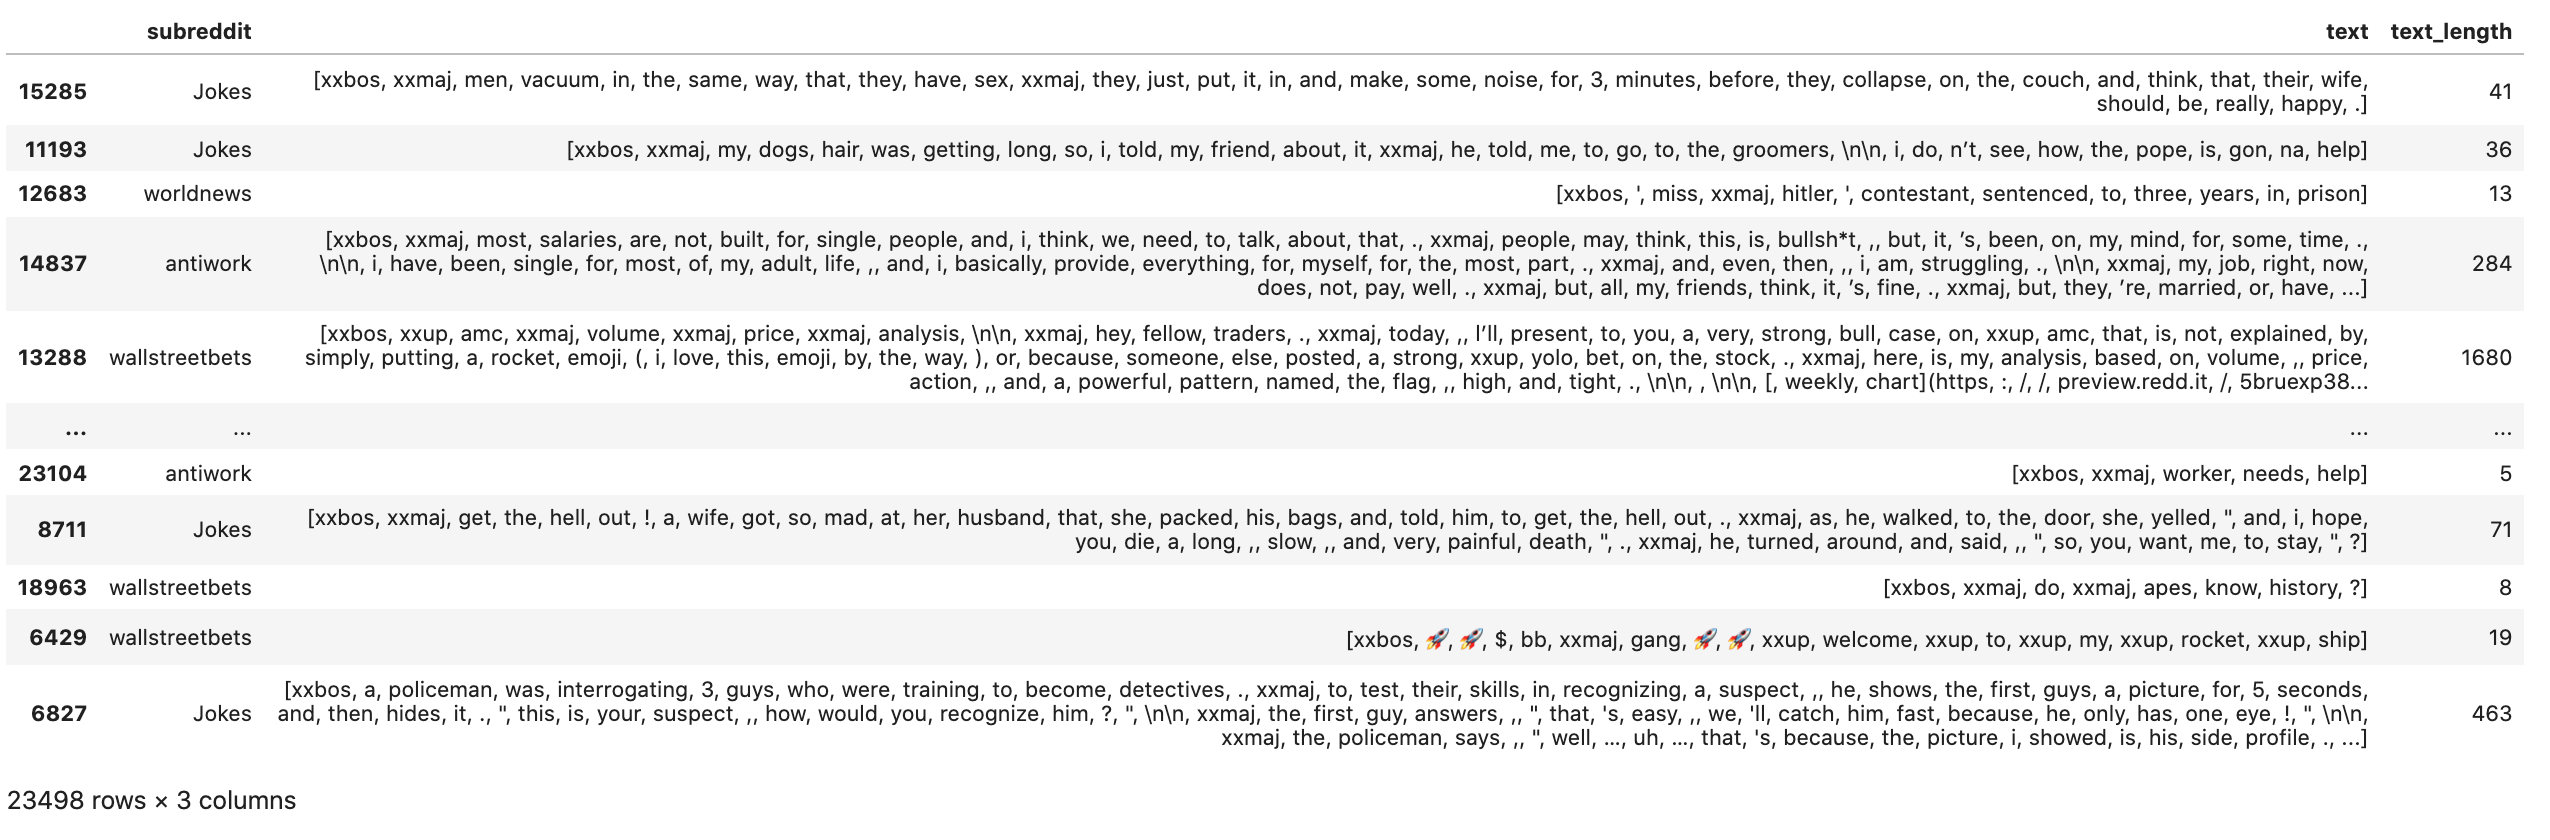 subreddit text text_length
15285 Jokes [xxbos, xxmaj, men, vacuum, in, the, same, way, that, they, have, sex, xxmaj, they, just, put, it, in, and, make, some, noise, for, 3, minutes, before, they, collapse, on, the, couch, and, think, that, their, wife,
should, be, really, happy, .] 41
11193 Jokes [xxbos, xxmaj, my, dogs, hair, was, getting, long, so, i, told, my, friend, about, it, xxmaj, he, told, me, to, go, to, the, groomers, \n\n, i, do, n’t, see, how, the, pope, is, gon, na, help] 36
12683 worldnews [xxbos, ', miss, xxmaj, hitler, ', contestant, sentenced, to, three, years, in, prison] 13
14837 antiwork [xxbos, xxmaj, most, salaries, are, not, built, for, single, people, and, i, think, we, need, to, talk, about, that, ., xxmaj, people, may, think, this, is, bullsh*t, ,, but, it, ’s, been, on, my, mind, for, some, time, .,
\n\n, i, have, been, single, for, most, of, my, adult, life, ,, and, i, basically, provide, everything, for, myself, for, the, most, part, ., xxmaj, and, even, then, ,, i, am, struggling, ., \n\n, xxmaj, my, job, right, now,
does, not, pay, well, ., xxmaj, but, all, my, friends, think, it, ’s, fine, ., xxmaj, but, they, ’re, married, or, have, ...] 284
13288 wallstreetbets [xxbos, xxup, amc, xxmaj, volume, xxmaj, price, xxmaj, analysis, \n\n, xxmaj, hey, fellow, traders, ., xxmaj, today, ,, I’ll, present, to, you, a, very, strong, bull, case, on, xxup, amc, that, is, not, explained, by,
simply, putting, a, rocket, emoji, (, i, love, this, emoji, by, the, way, ), or, because, someone, else, posted, a, strong, xxup, yolo, bet, on, the, stock, ., xxmaj, here, is, my, analysis, based, on, volume, ,, price,
action, ,, and, a, powerful, pattern, named, the, flag, ,, high, and, tight, ., \n\n, , \n\n, [, weekly, chart](https, :, /, /, preview.redd.it, /, 5bruexp38... 1680
... ... ... ...
23104 antiwork [xxbos, xxmaj, worker, needs, help] 5
8711 Jokes [xxbos, xxmaj, get, the, hell, out, !, a, wife, got, so, mad, at, her, husband, that, she, packed, his, bags, and, told, him, to, get, the, hell, out, ., xxmaj, as, he, walked, to, the, door, she, yelled, ", and, i, hope,
you, die, a, long, ,, slow, ,, and, very, painful, death, ", ., xxmaj, he, turned, around, and, said, ,, ", so, you, want, me, to, stay, ", ?] 71
18963 wallstreetbets [xxbos, xxmaj, do, xxmaj, apes, know, history, ?] 8
6429 wallstreetbets [xxbos, 🚀, 🚀, $, bb, xxmaj, gang, 🚀, 🚀, xxup, welcome, xxup, to, xxup, my, xxup, rocket, xxup, ship] 19
6827 Jokes [xxbos, a, policeman, was, interrogating, 3, guys, who, were, training, to, become, detectives, ., xxmaj, to, test, their, skills, in, recognizing, a, suspect, ,, he, shows, the, first, guys, a, picture, for, 5, seconds,
and, then, hides, it, ., ", this, is, your, suspect, ,, how, would, you, recognize, him, ?, ", \n\n, xxmaj, the, first, guy, answers, ,, ", that, 's, easy, ,, we, 'll, catch, him, fast, because, he, only, has, one, eye, !, ", \n\n,
xxmaj, the, policeman, says, ,, ", well, ..., uh, ..., that, 's, because, the, picture, i, showed, is, his, side, profile, ., ...] 463
23498 rows × 3 columns